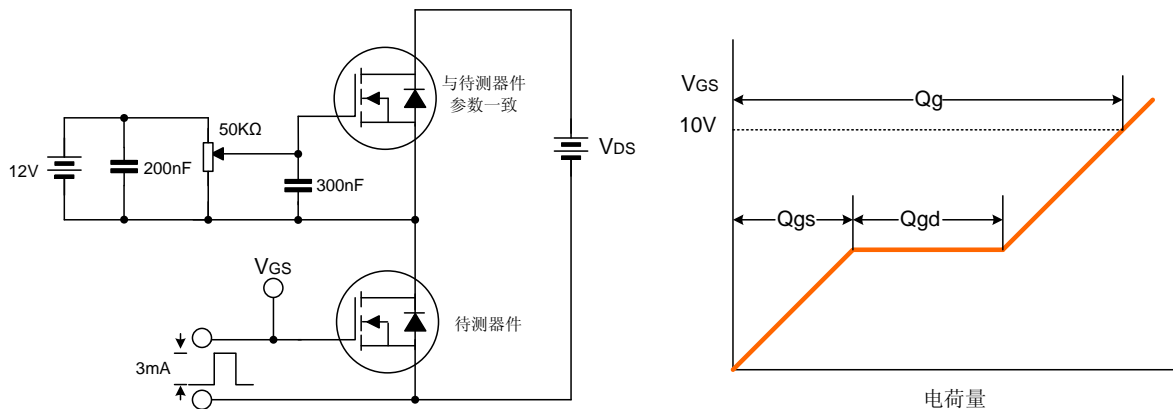 与待测器件
参数一致
50KΩ
12V
200nF
300nF
VDS
VGS
待测器件
3mA
VGS
Qg
10V
Qgs
Qgd
电荷量